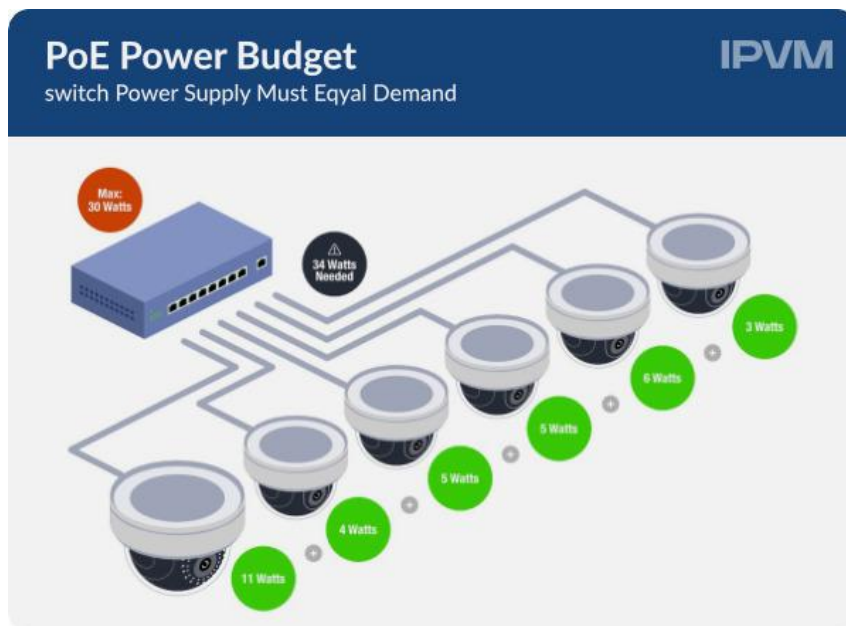 PoE Power Budget
IPVM
switch Power Supply Must Eqyal Demand
Max:
30 Watts
34 Watts
Needed
3 Watts
6 Watts
5 Watts
5 Watts
4 Watts
11 Watts